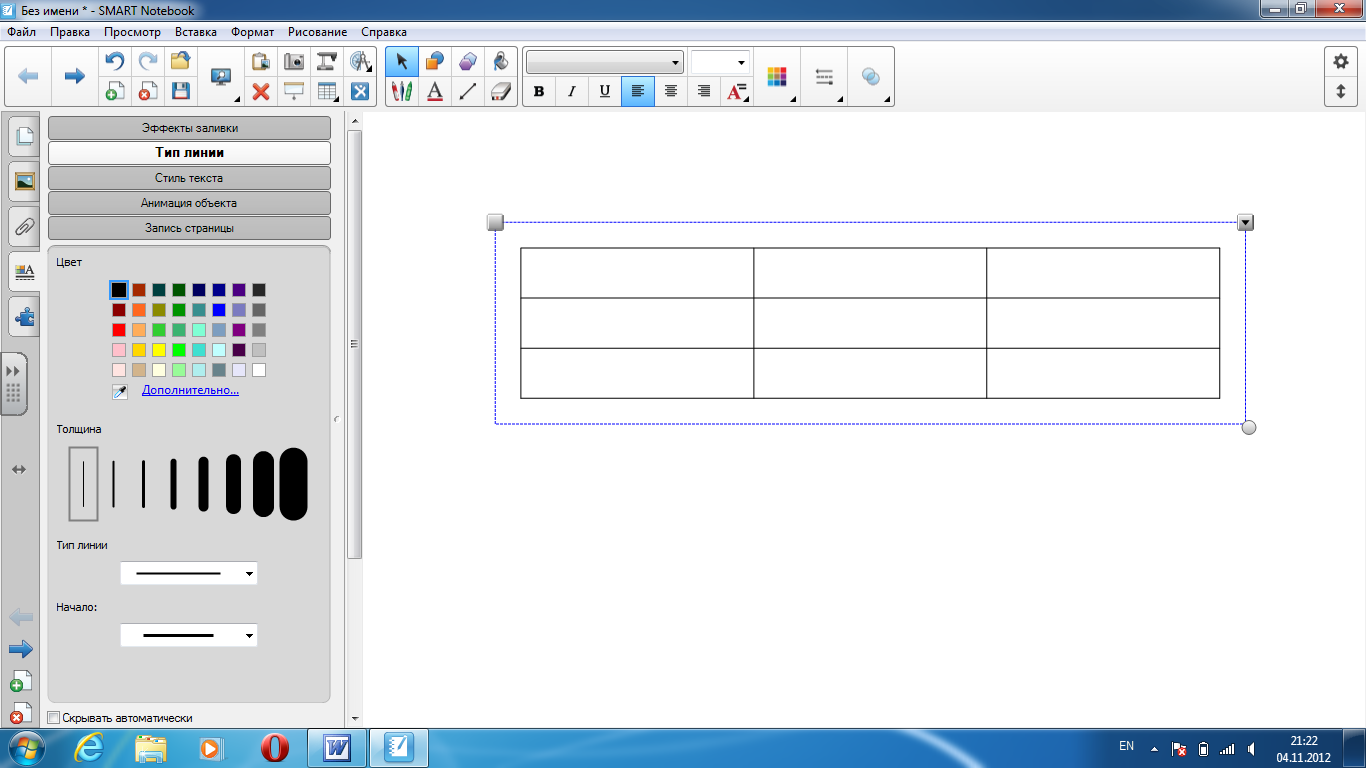 Без имени * - SMART Notebook
Файл Правка Просмотр Вставка Формат Рисование Справка
B I U A
A
Эффекты заливки
Тип линии
Стиль текста
Анимация объекта
Запись страницы
Цвет
Дополнительно...
Толщина
Тип линии
Начало:
Скрывать автоматически
EN
21:22
04.11.2012